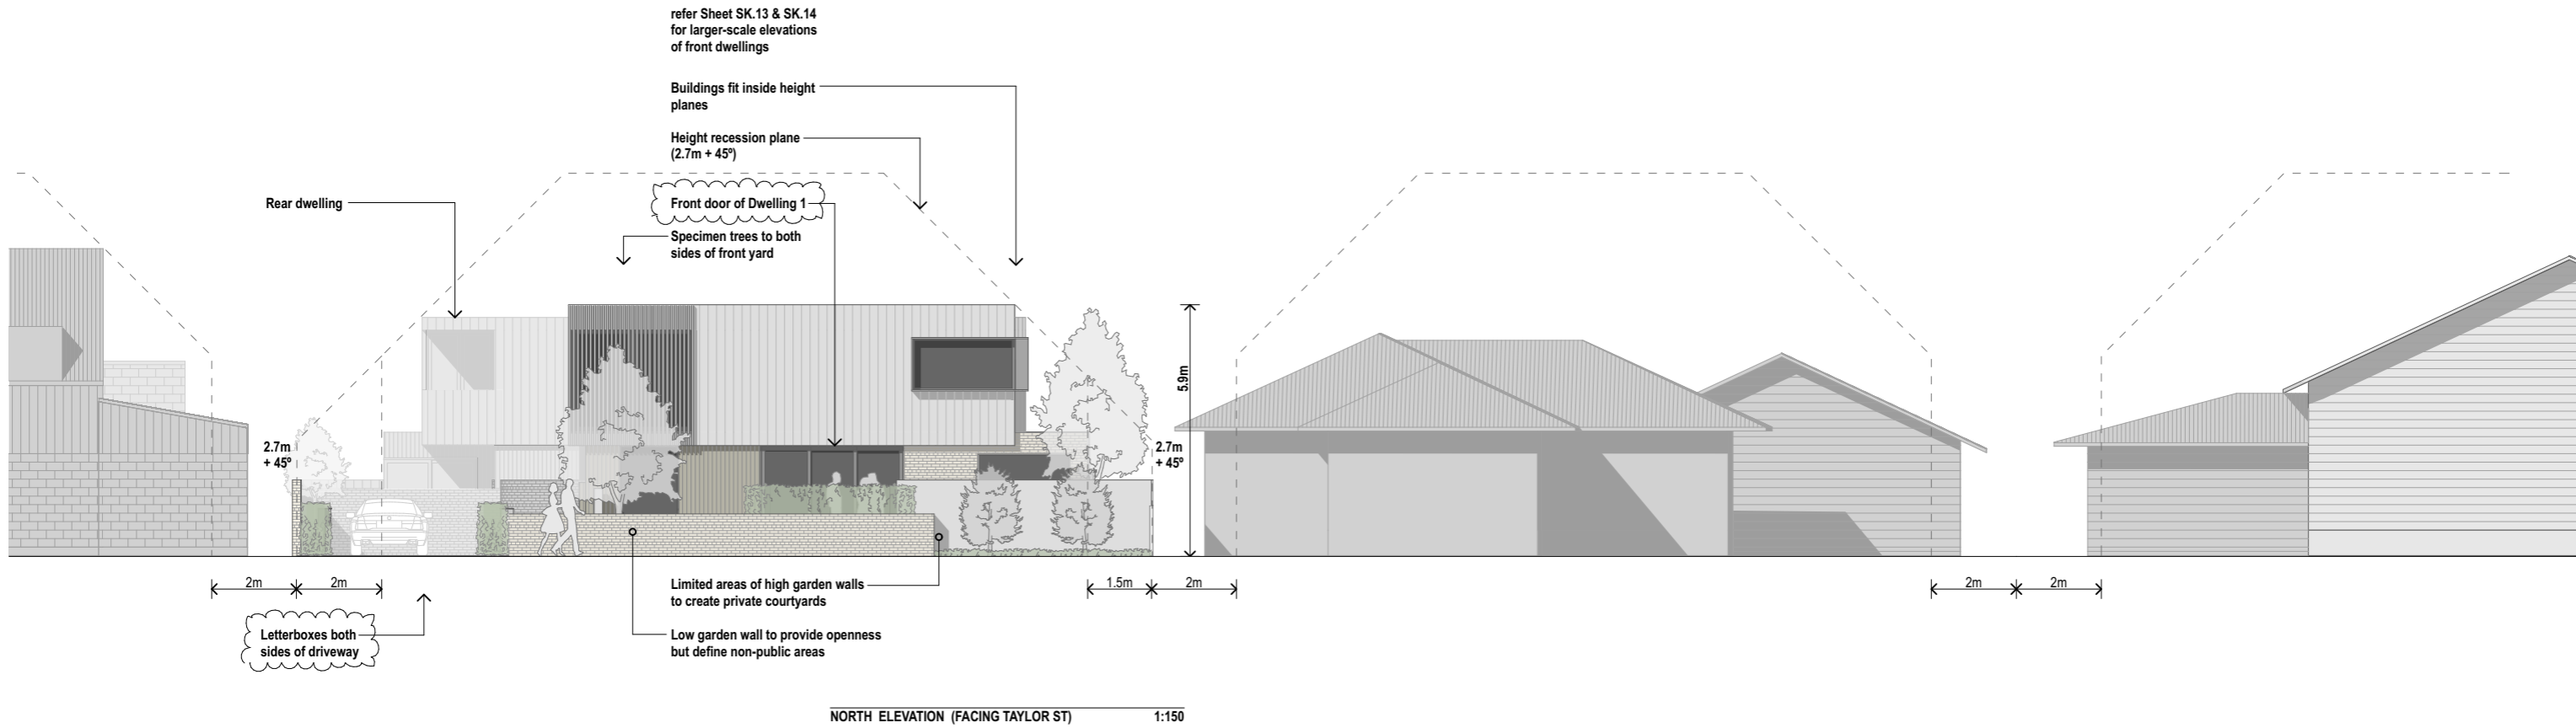 refer Sheet SK.13 & SK.14
for larger-scale elevations
of front dwellings
Buildings fit inside height
planes
Height recession plane
(2.7m + 45º)
Rear dwelling
Front door of Dwelling 1
Specimen trees to both
sides of front yard
5.9m
2.7m
+ 45º
2.7m
+ 45º
2m
2m
1.5m
2m
2m
2m
Limited areas of high garden walls
to create private courtyards
Letterboxes both
sides of driveway
Low garden wall to provide openness
but define non-public areas
NORTH ELEVATION (FACING TAYLOR ST) 1:150